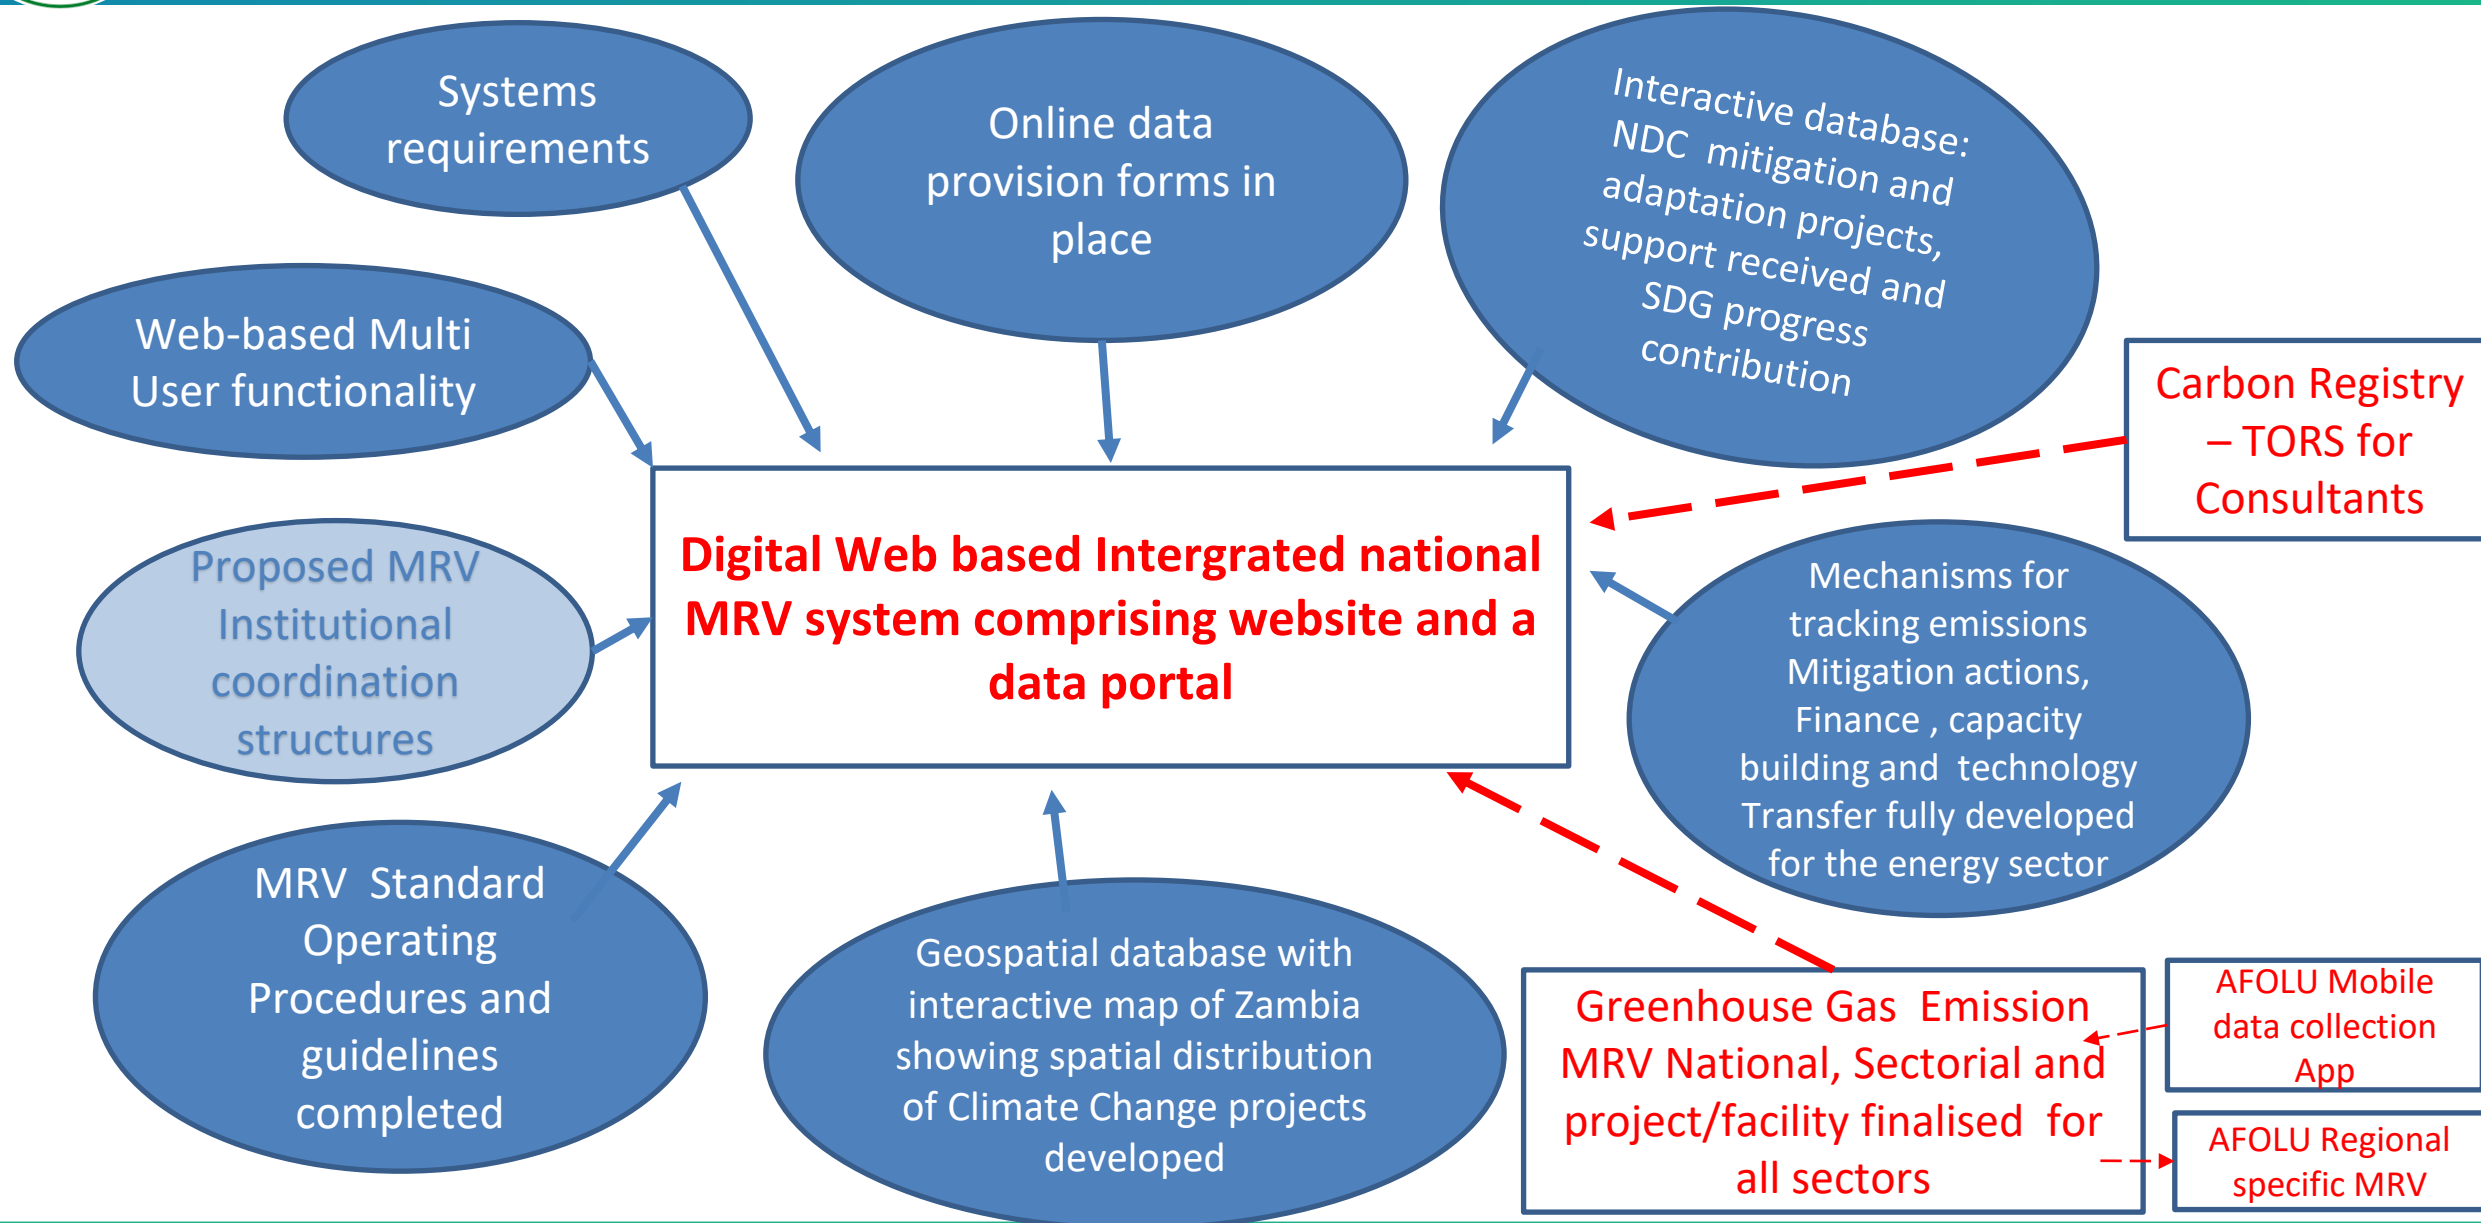 Systems
requirements
Online data
provision forms in
place
Interactive database:
NDC mitigation and
adaptation projects,
support received and
SDG progress
contribution
Web-based Multi
User functionality
Carbon Registry
– TORS for
Consultants
Digital Web based Intergrated national
MRV system comprising website and a
data portal
Proposed MRV
Institutional
coordination
structures
Mechanisms for
tracking emissions
Mitigation actions,
Finance , capacity
building and technology
Transfer fully developed
for the energy sector
MRV Standard
Operating
Procedures and
guidelines
completed
Geospatial database with
interactive map of Zambia
showing spatial distribution
of Climate Change projects
developed
Greenhouse Gas Emission
MRV National, Sectorial and
project/facility finalised for
all sectors
AFOLU Mobile
data collection
App
AFOLU Regional
specific MRV